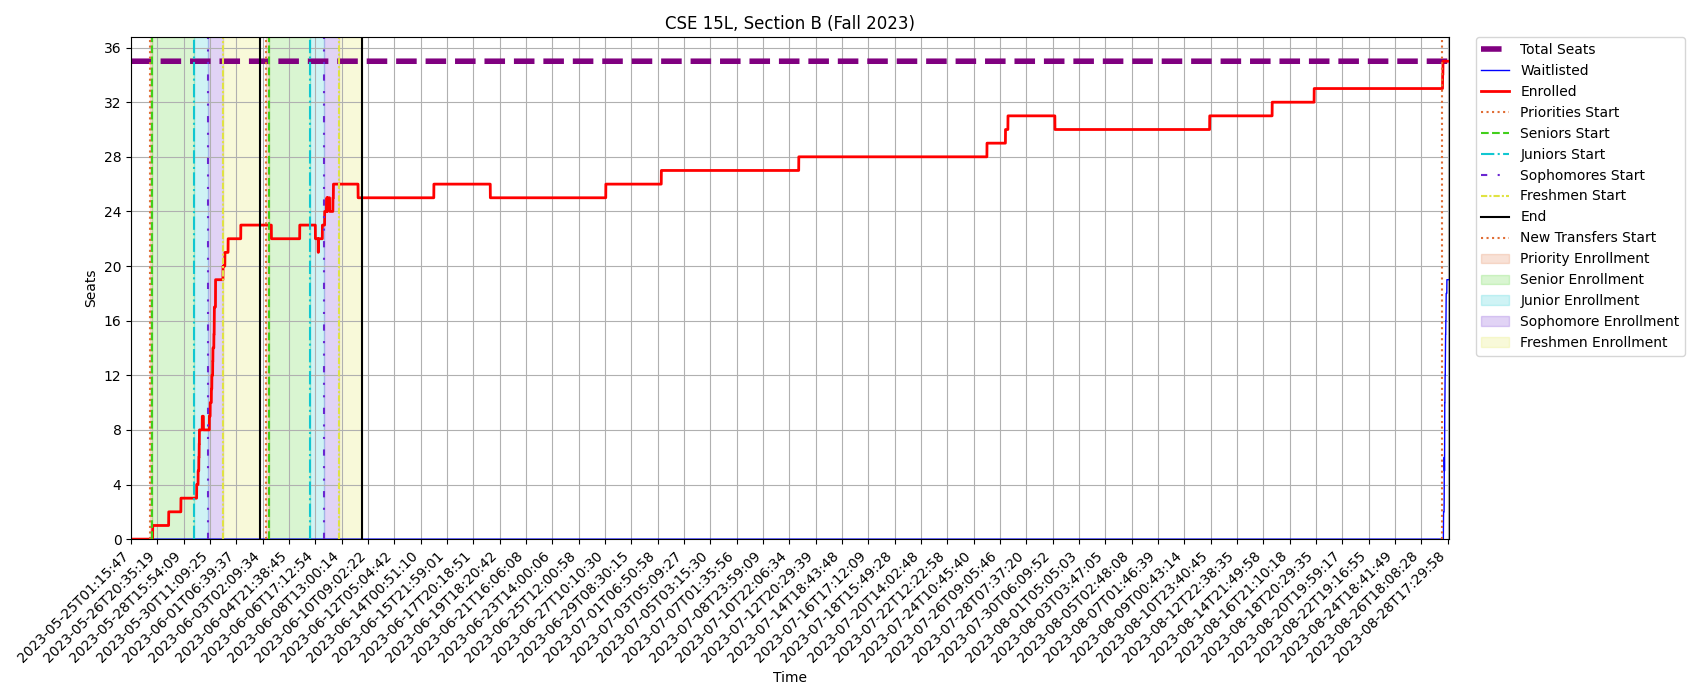 CSE 15L, Section B (Fall 2023)
36
32
28
24
20
16
12
8
4
0
Seats
2023-05-25T01:15:47
2023-05-26T20:35:19
2023-05-28T15:54:09
2023-05-30T11:09:25
2023-06-01T06:39:37
2023-06-03T02:09:34
2023-06-04T21:38:45
2023-06-06T17:12:54
2023-06-08T13:00:14
2023-06-10T09:02:22
2023-06-12T05:04:42
2023-06-14T00:51:10
2023-06-15T21:59:01
2023-06-17T20:18:51
2023-06-19T18:20:42
2023-06-21T16:06:08
2023-06-23T14:00:06
2023-06-25T12:00:58
2023-06-27T10:10:30
2023-06-29T08:30:15
2023-07-01T06:50:58
2023-07-03T05:09:27
2023-07-05T03:15:30
2023-07-07T01:35:56
2023-07-08T23:59:09
2023-07-10T22:06:34
2023-07-12T20:29:39
2023-07-14T18:43:48
2023-07-16T17:12:09
2023-07-18T15:49:28
2023-07-20T14:02:48
2023-07-22T12:22:58
2023-07-24T10:45:40
2023-07-26T09:05:46
2023-07-28T07:37:20
2023-07-30T06:09:52
2023-08-01T05:05:03
2023-08-03T03:47:05
2023-08-05T02:48:08
2023-08-07T01:46:39
2023-08-09T00:43:14
2023-08-10T23:40:45
2023-08-12T22:38:35
2023-08-14T21:49:58
2023-08-16T21:10:18
2023-08-18T20:29:35
2023-08-20T19:59:17
2023-08-22T19:16:55
2023-08-24T18:41:49
2023-08-26T18:08:28
2023-08-28T17:29:58
Time
Total Seats
Waitlisted
Enrolled
Priorities Start
Seniors Start
Juniors Start
Sophomores Start
Freshmen Start
End
New Transfers Start
Priority Enrollment
Senior Enrollment
Junior Enrollment
Sophomore Enrollment
Freshmen Enrollment